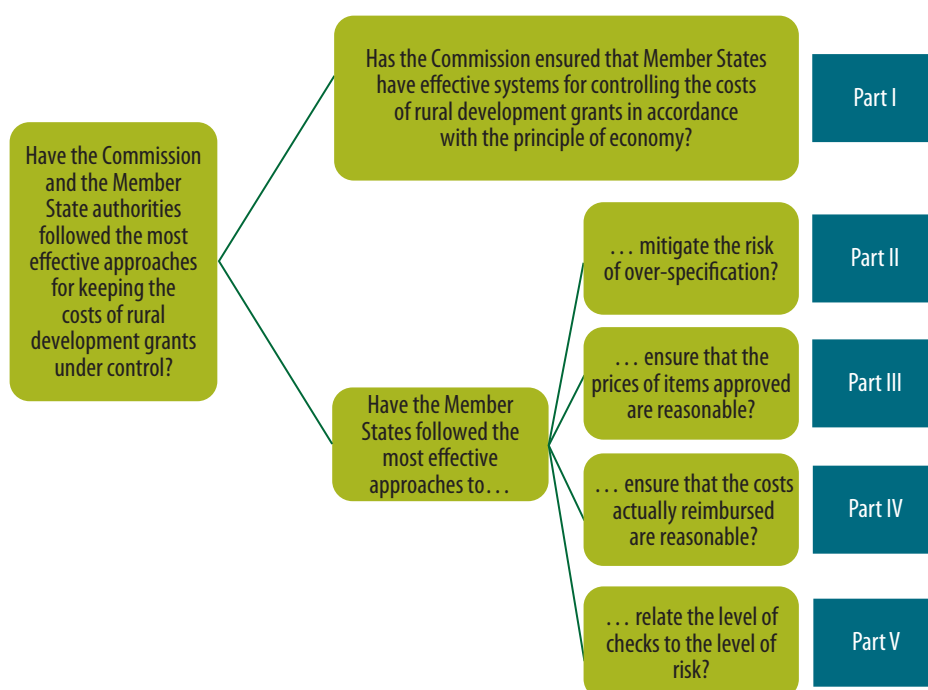 Have the Commission
and the Member
State authorities
followed the most
effective approaches
for keeping the
costs of rural
development grants
under control?
Has the Commission ensured that Member States
have effective systems for controlling the costs
of rural development grants in accordance
with the principle of economy?
Part I
Have the Member
States followed the
most effective
approaches to…
… mitigate the risk
of over-specification?
Part II
… ensure that the
prices of items approved
are reasonable?
Part III
… ensure that the costs
actually reimbursed
are reasonable?
Part IV
… relate the level of
checks to the level of
risk?
Part V